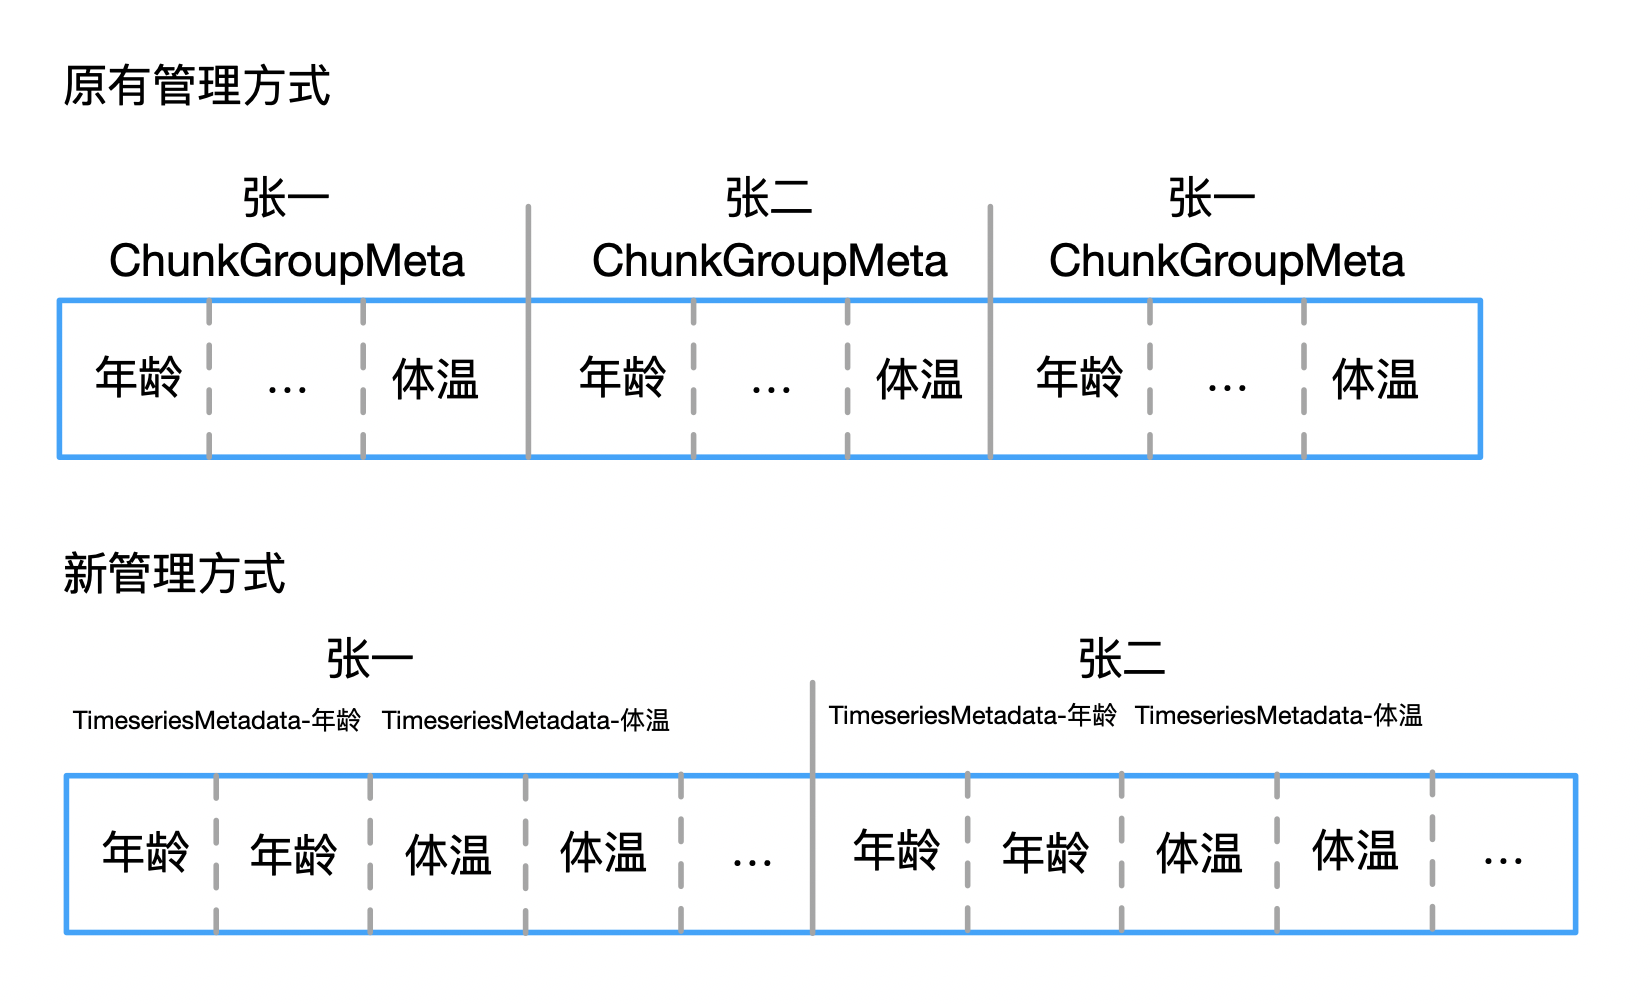 原有管理方式
张一 张二 张一
ChunkGroupMeta ChunkGroupMeta ChunkGroupMeta
年龄 ... 体温 年龄 ... 体温 年龄 ... 体温
新管理方式
张一 张二
TimeseriesMetadata-年龄 TimeseriesMetadata-体温 TimeseriesMetadata-年龄 TimeseriesMetadata-体温
年龄 年龄 体温 体温 ... 年龄 年龄 体温 体温 ...